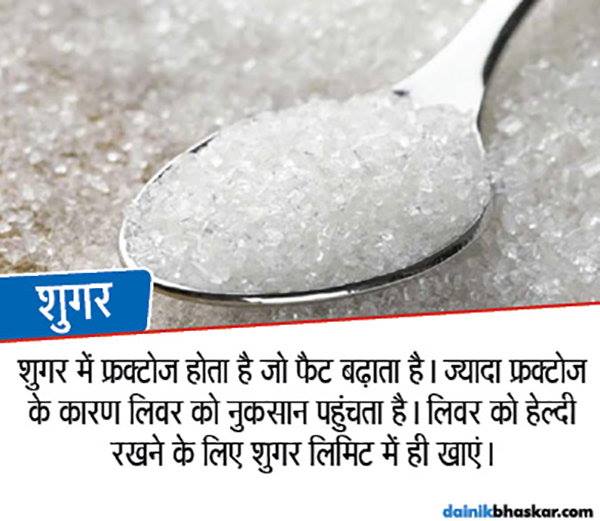 शुगर
शुगर में फ्रक्टोज होता है जो फैट बढ़ाता है। ज्यादा फ्रक्टोज
के कारण लिवर को नुकसान पहुंचता है। लिवर को हेल्दी
रखने के लिए शुगर लिमिट में ही खाएं।
dainikbhaskar.com